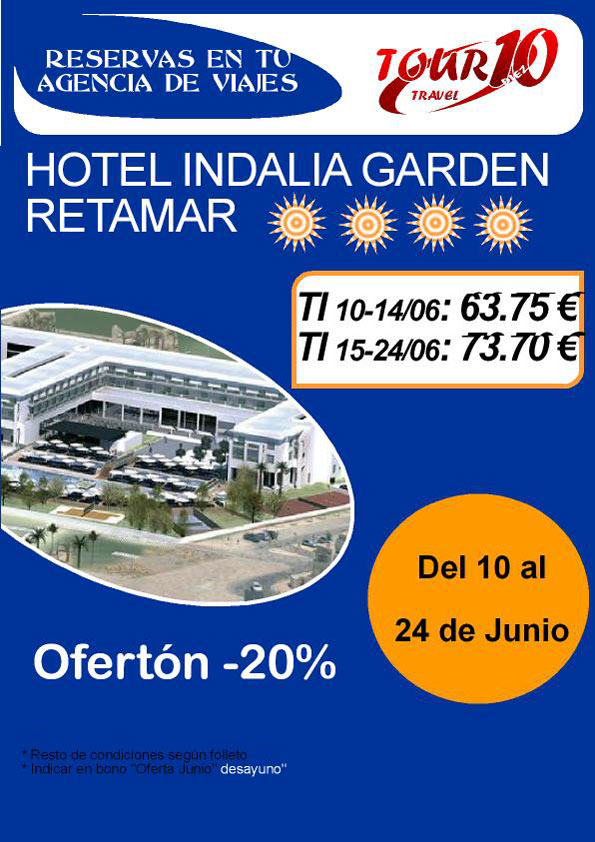 RESERVAS EN TU
AGENCIA DE VIAJES
TOUR10
DIEZ
TRAVEL
HOTEL INDALIA GARDEN
RETAMAR
TI 10-14/06: 63.75 €
TI 15-24/06: 73.70 €
Del 10 al
24 de Junio
Ofertón -20%
* Resto de condiciones según folleto
* Indicar en bono "Oferta Junio" desayuno"